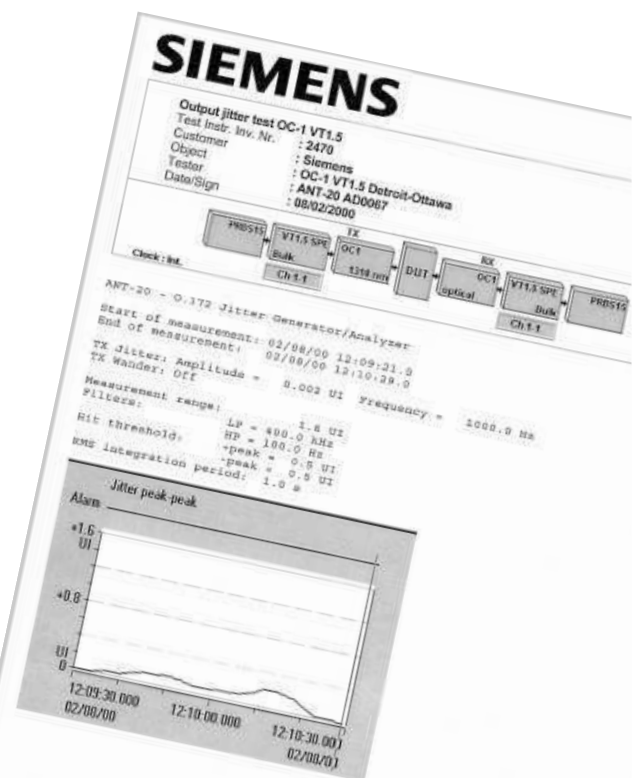 SIEMENS
Output jitter test OC-1 VT1.5
Test Instr. Inv. Nr. : 2470
Customer : Siemens
Object : OC-1 VT1.5 Detroit-Ottawa
Tester : ANT-20 AD0067
Date/Sign : 08/02/2000
TX RX
PRBS15 VT1.5 SPE Bulk OC1 1310 nm DUT OC1 optical VT1.5 SPE Bulk PRBS15
Clock : Int. Ch 1-1 Ch 1-1
ANT-20 - O.172 Jitter Generator/Analyzer
Start of measurement: 02/08/00 12:09:21.0
End of measurement: 02/08/00 12:10:29.0
TX Jitter: Amplitude = 0.002 UI Frequency = 1000.0 Hz
TX Wander: Off
Measurement range: 1.6 UI
Filters: LP = 400.0 kHz
HP = 100.0 Hz
Hit threshold: +peak = 0.5 UI
-peak = 0.5 UI
RMS integration period: 1.0 s
Jitter peak-peak
Alarm
+1.6
UI
+0.8
UI
0
12:09:30.000 12:10:00.000 12:10:30.00
02/08/00 02/08/0